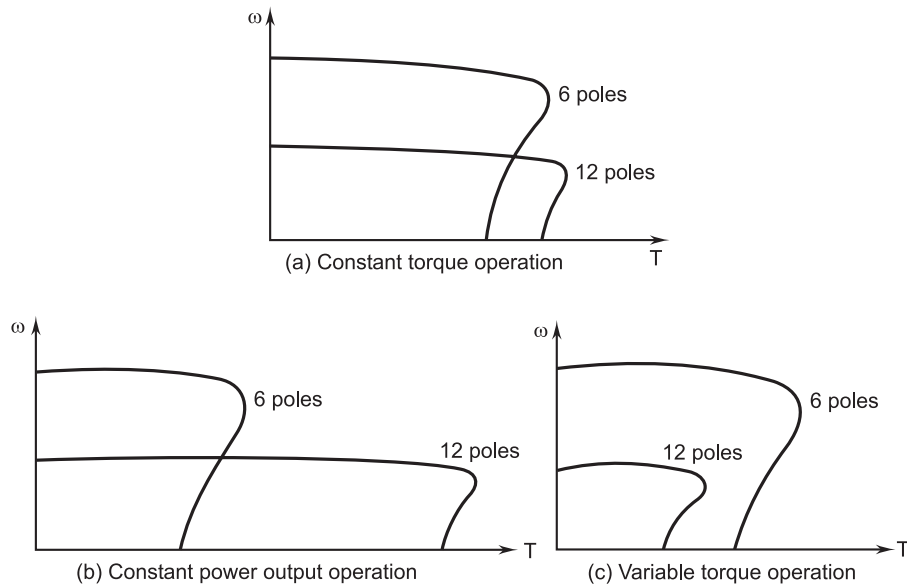 ω
6 poles
12 poles
T
(a) Constant torque operation
ω
6 poles
12 poles
T
(b) Constant power output operation
ω
6 poles
12 poles
T
(c) Variable torque operation